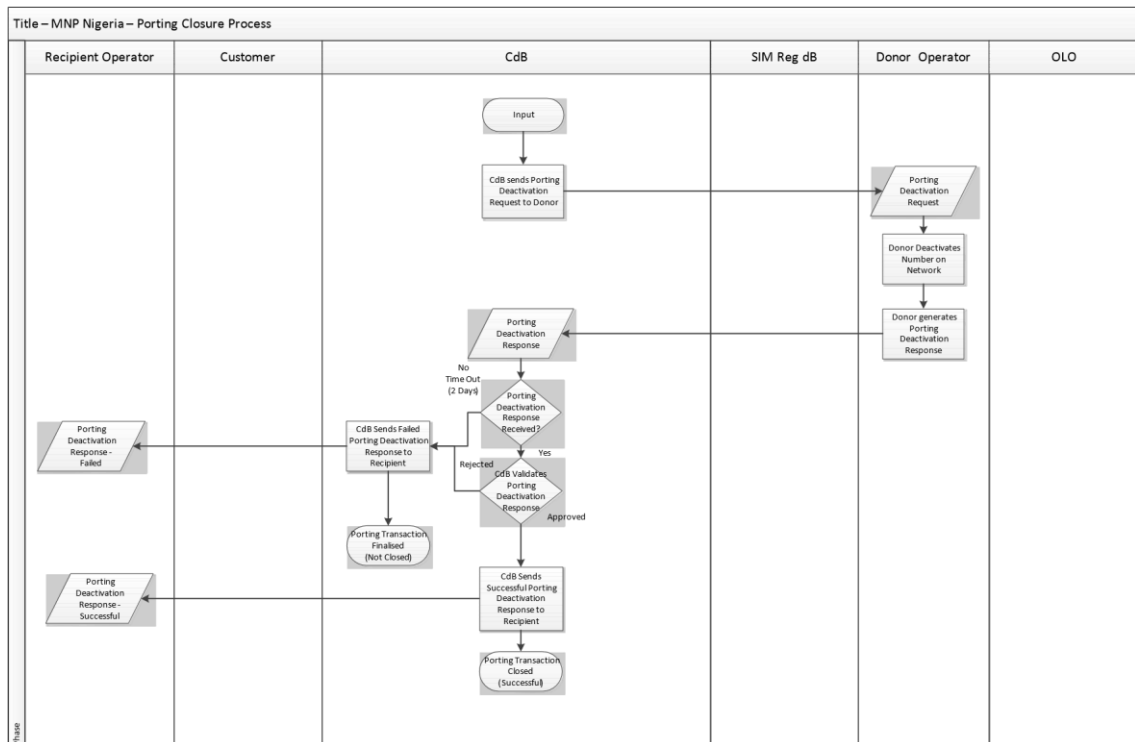 Title – MNP Nigeria – Porting Closure Process
Recipient Operator
Customer
CdB
SIM Reg dB
Donor Operator
OLO
Input
CdB sends Porting
Deactivation
Request to Donor
Porting
Deactivation
Request
Donor Deactivates
Number on
Network
Donor generates
Porting
Deactivation
Response
Porting
Deactivation
Response
No
Time Out
(2 Days)
Porting
Deactivation
Response
Received?
CdB Sends Failed
Porting Deactivation
Response to
Recipient
Porting
Deactivation
Response -
Failed
Yes
Rejected
CdB Validates
Porting
Deactivation
Response
Approved
Porting Transaction
Finalised
(Not Closed)
CdB Sends
Successful Porting
Deactivation
Response to
Recipient
Porting
Deactivation
Response -
Successful
Porting Transaction
Closed
(Successful)
Phase